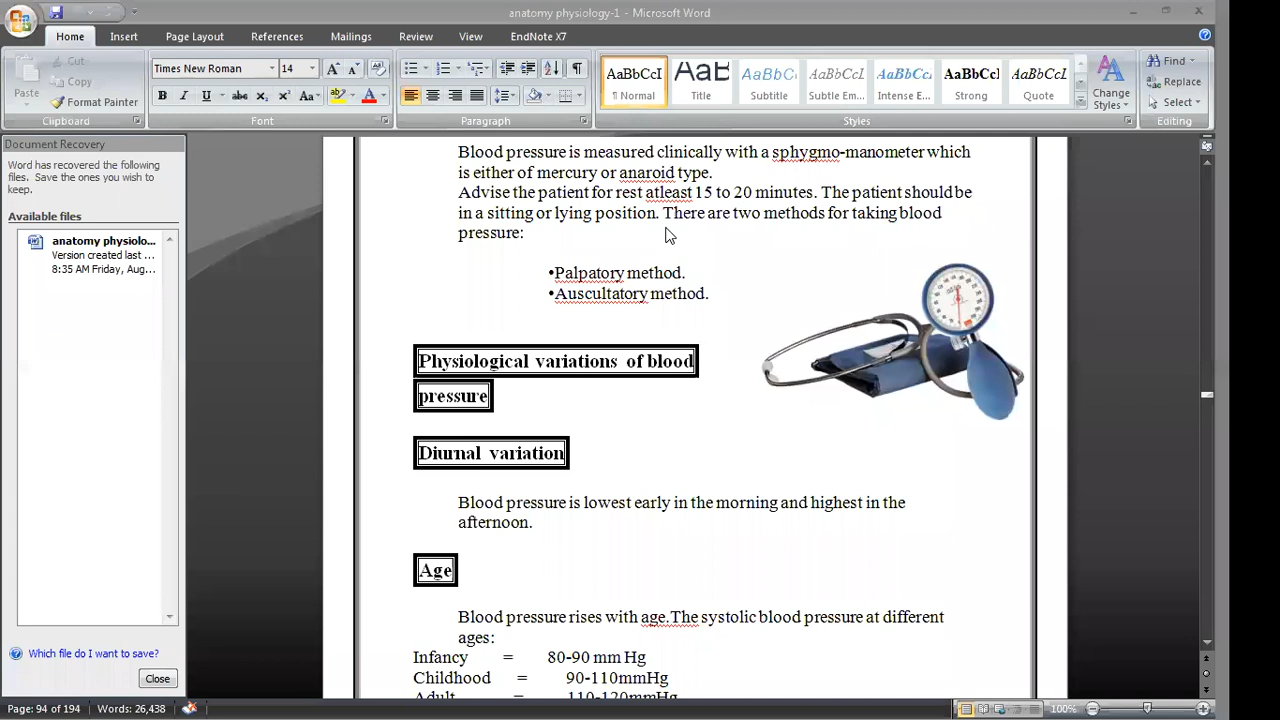 anatomy physiology-1 - Microsoft Word
Home Insert Page Layout References Mailings Review View EndNote X7
Cut
Copy
Paste
Format Painter
Clipboard
Times New Roman 14
B I U abc x₂ x² Aa
Font
Paragraph
AaBbCcI AaB AaBbCc AaBbCcI AaBbCcI AaBbCcI AaBbCcI
¶ Normal Title Subtitle Subtle Em... Intense E... Strong Quote
Change Styles
Styles
Find
Replace
Select
Editing
Document Recovery
Word has recovered the following
files. Save the ones you wish to
keep.
Available files
anatomy physiolo...
Version created last ...
8:35 AM Friday, Aug...
Which file do I want to save?
Close
Blood pressure is measured clinically with a sphygmo-manometer which
is either of mercury or anaroid type.
Advise the patient for rest atleast 15 to 20 minutes. The patient should be
in a sitting or lying position. There are two methods for taking blood
pressure:
•Palpatory method.
•Auscultatory method.
Physiological variations of blood
pressure
Diurnal variation
Blood pressure is lowest early in the morning and highest in the
afternoon.
Age
Blood pressure rises with age.The systolic blood pressure at different
ages:
Infancy = 80-90 mm Hg
Childhood = 90-110mmHg
Adult = 110-120mmHg
Page: 94 of 194 Words: 26,438 100%